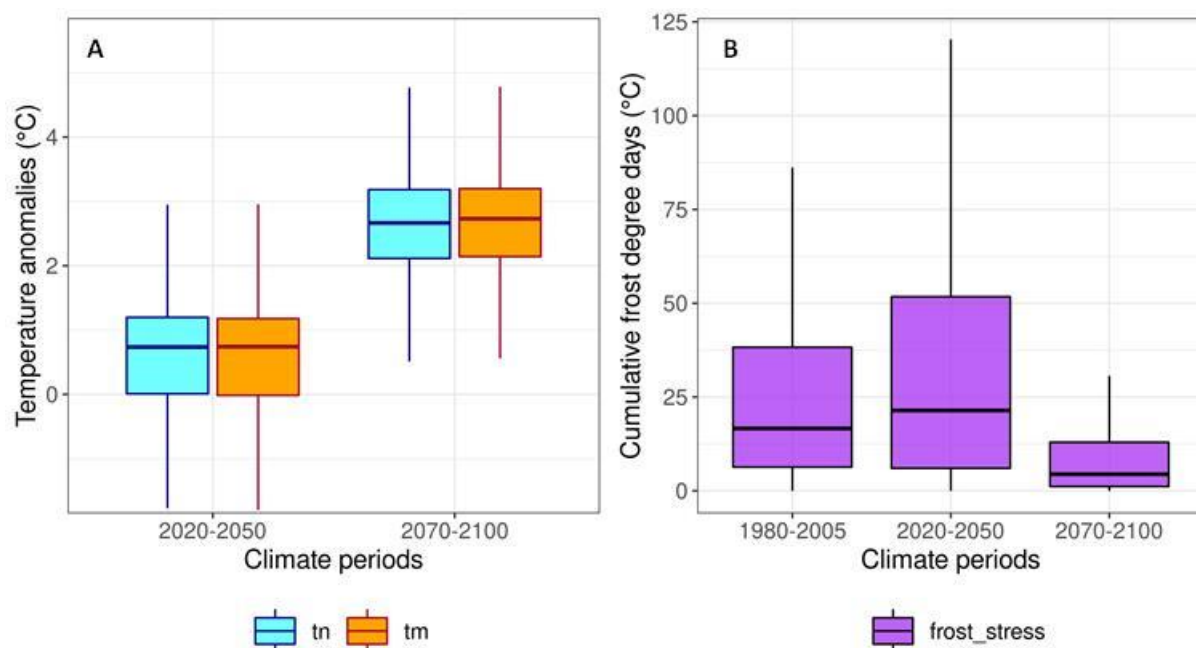 A
Temperature anomalies (°C)
4
2
0
2020-2050
2070-2100
Climate periods
tn
tm
B
Cumulative frost degree days (°C)
125
100
75
50
25
0
1980-2005
2020-2050
2070-2100
Climate periods
frost_stress